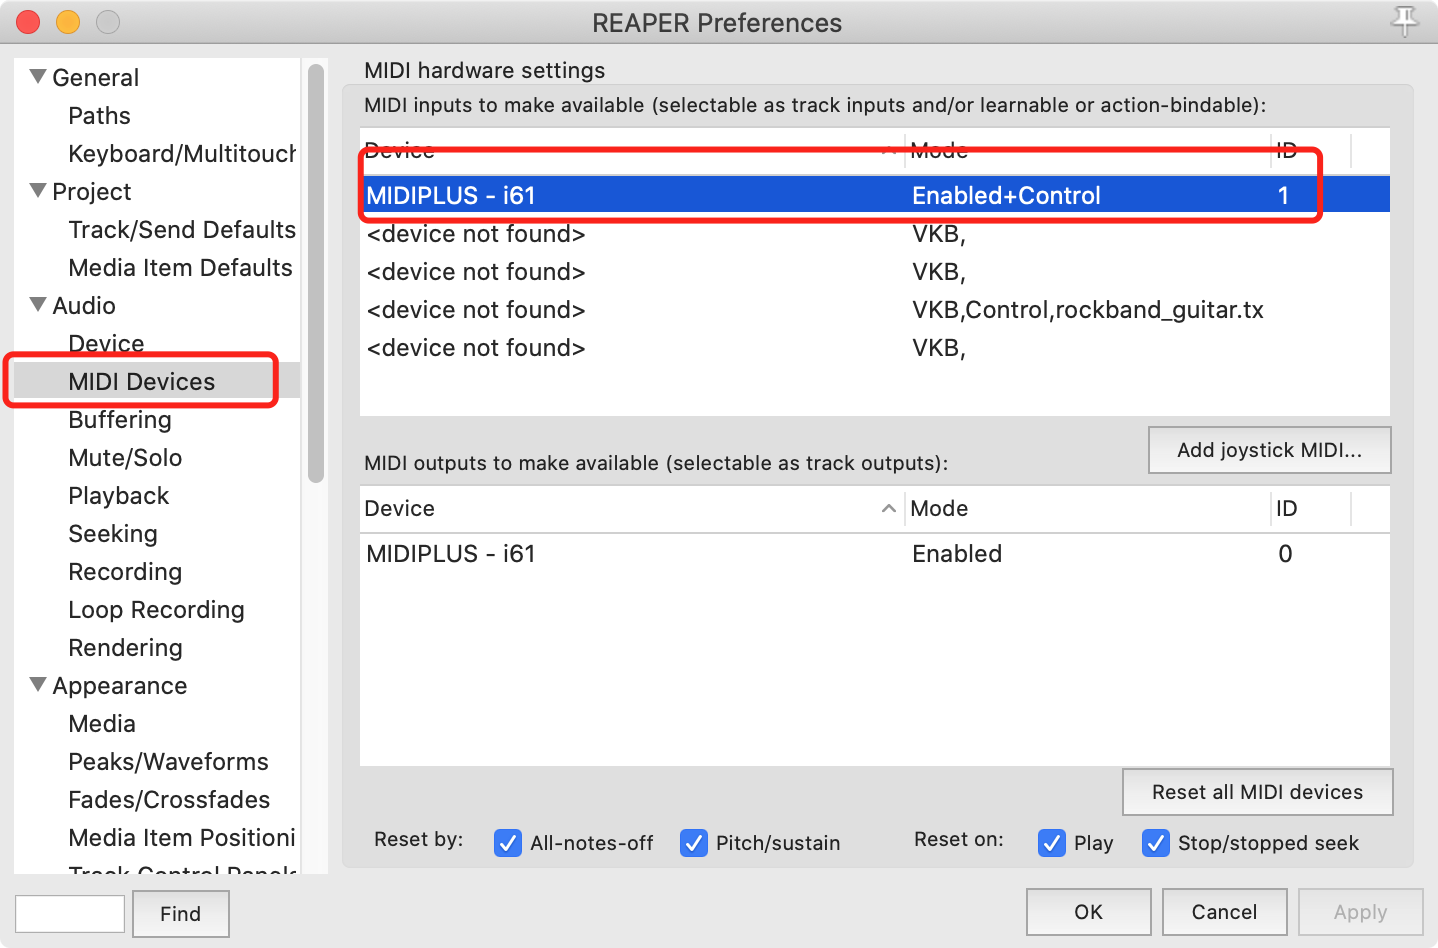 REAPER Preferences
General
Paths
Keyboard/Multitouch
Project
Track/Send Defaults
Media Item Defaults
Audio
Device
MIDI Devices
Buffering
Mute/Solo
Playback
Seeking
Recording
Loop Recording
Rendering
Appearance
Media
Peaks/Waveforms
Fades/Crossfades
Media Item Positioni
Track Control Panels
Find
MIDI hardware settings
MIDI inputs to make available (selectable as track inputs and/or learnable or action-bindable):
Device Mode ID
MIDIPLUS - i61 Enabled+Control 1
<device not found> VKB,
<device not found> VKB,
<device not found> VKB,Control,rockband_guitar.tx
<device not found> VKB,
Add joystick MIDI...
MIDI outputs to make available (selectable as track outputs):
Device Mode ID
MIDIPLUS - i61 Enabled 0
Reset all MIDI devices
Reset by: All-notes-off Pitch/sustain Reset on: Play Stop/stopped seek
OK Cancel Apply